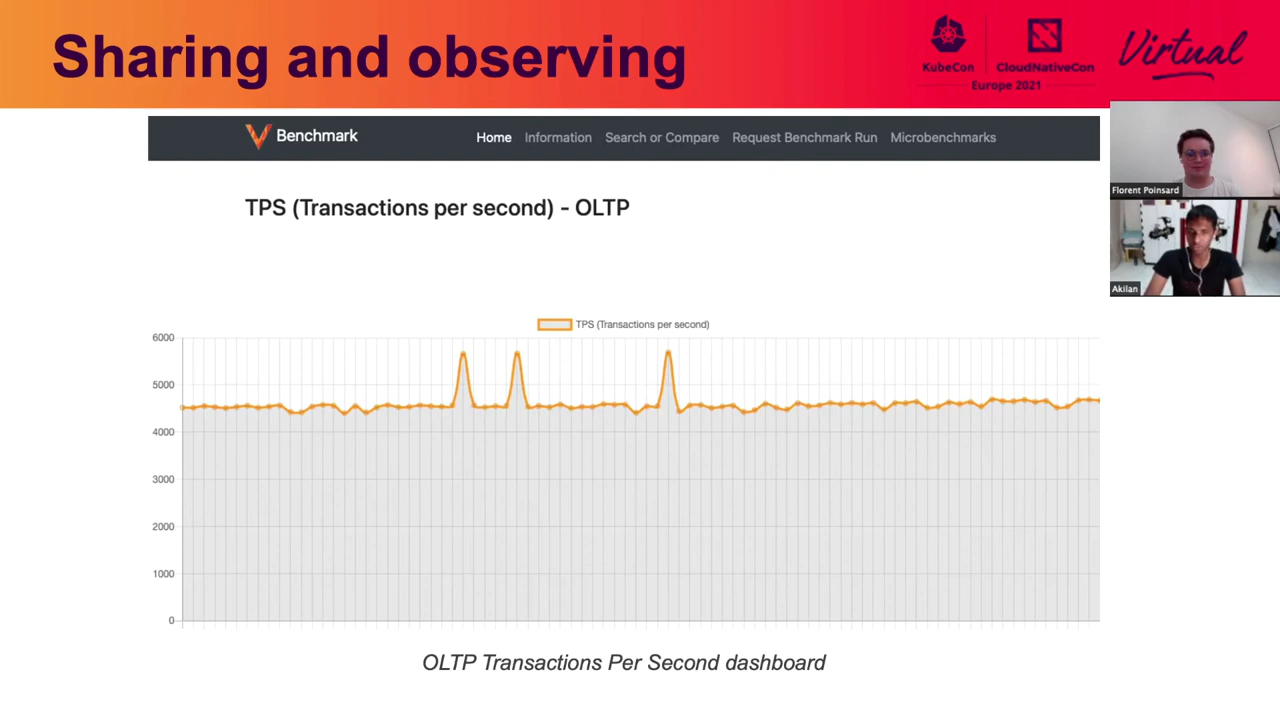 Sharing and observing
KubeCon
CloudNativeCon
Europe 2021
Virtual
Benchmark
Home
Information
Search or Compare
Request Benchmark Run
Microbenchmarks
Florent Poinsard
Akilan
TPS (Transactions per second) - OLTP
TPS (Transactions per second)
6000
5000
4000
3000
2000
1000
0
OLTP Transactions Per Second dashboard